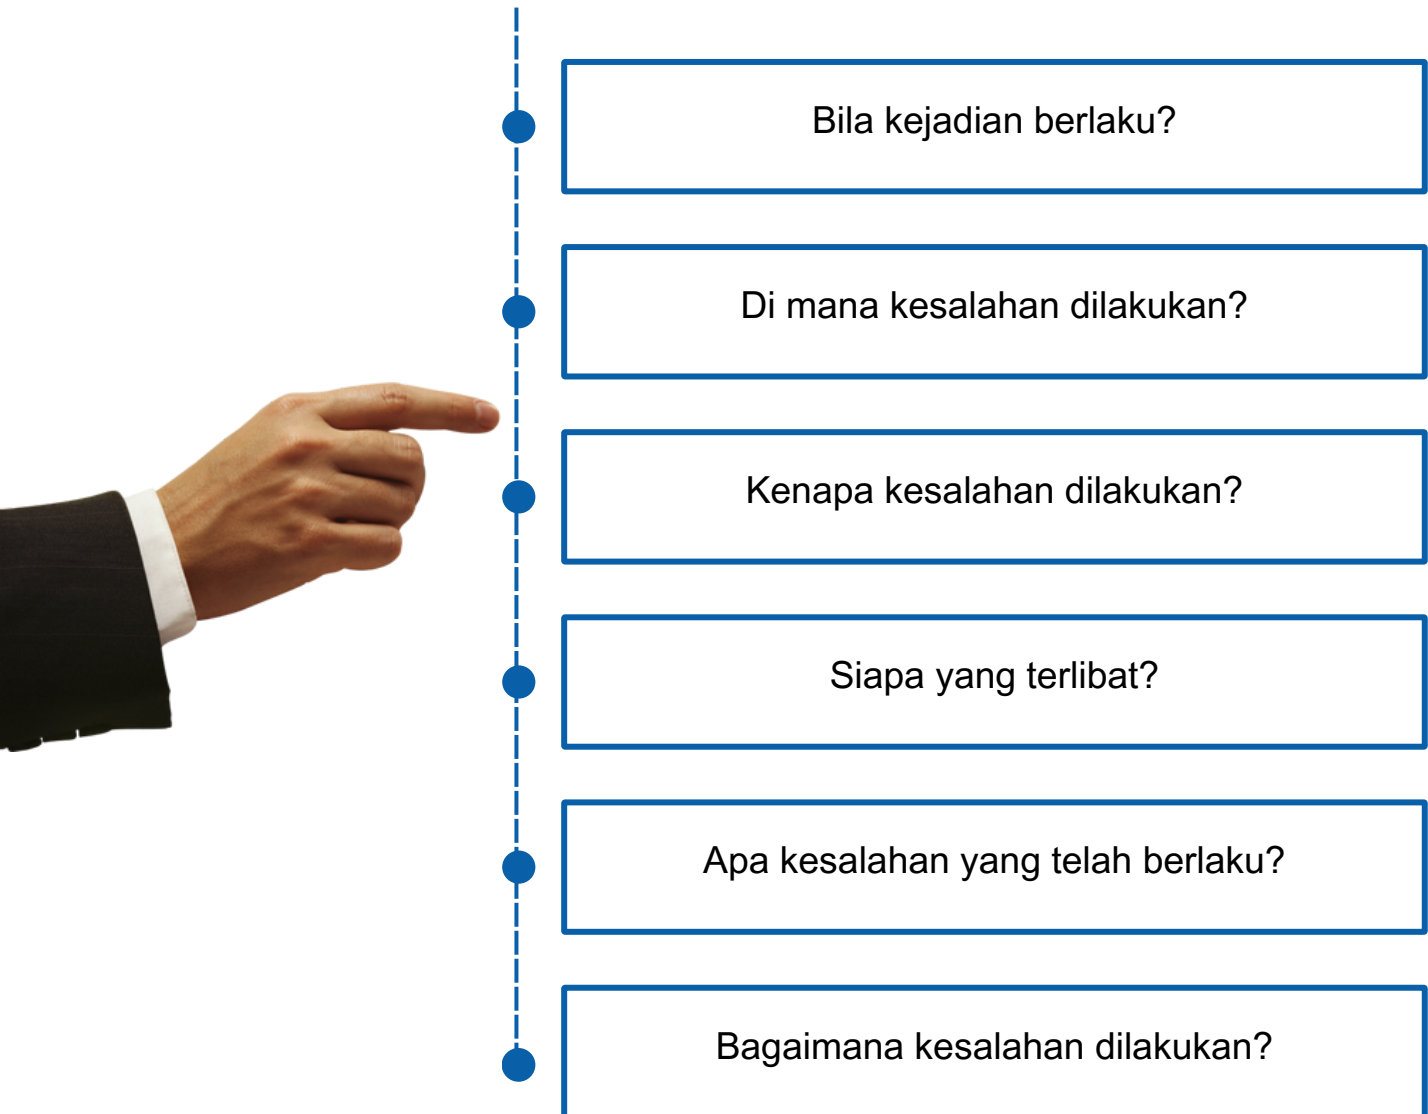 Bila kejadian berlaku?
Di mana kesalahan dilakukan?
Kenapa kesalahan dilakukan?
Siapa yang terlibat?
Apa kesalahan yang telah berlaku?
Bagaimana kesalahan dilakukan?